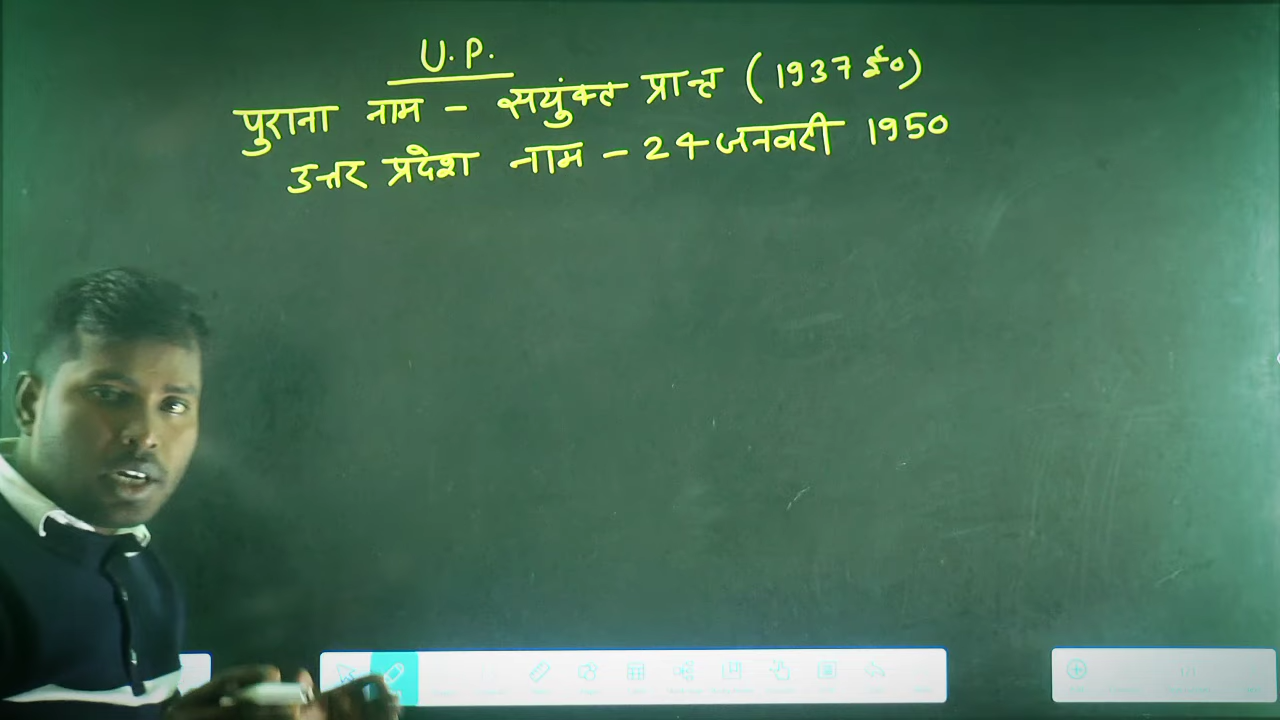 U.P.
पुराना नाम - सयुंक्त प्रान्त (1937 ई०)
उत्तर प्रदेश नाम - 24 जनवरी 1950